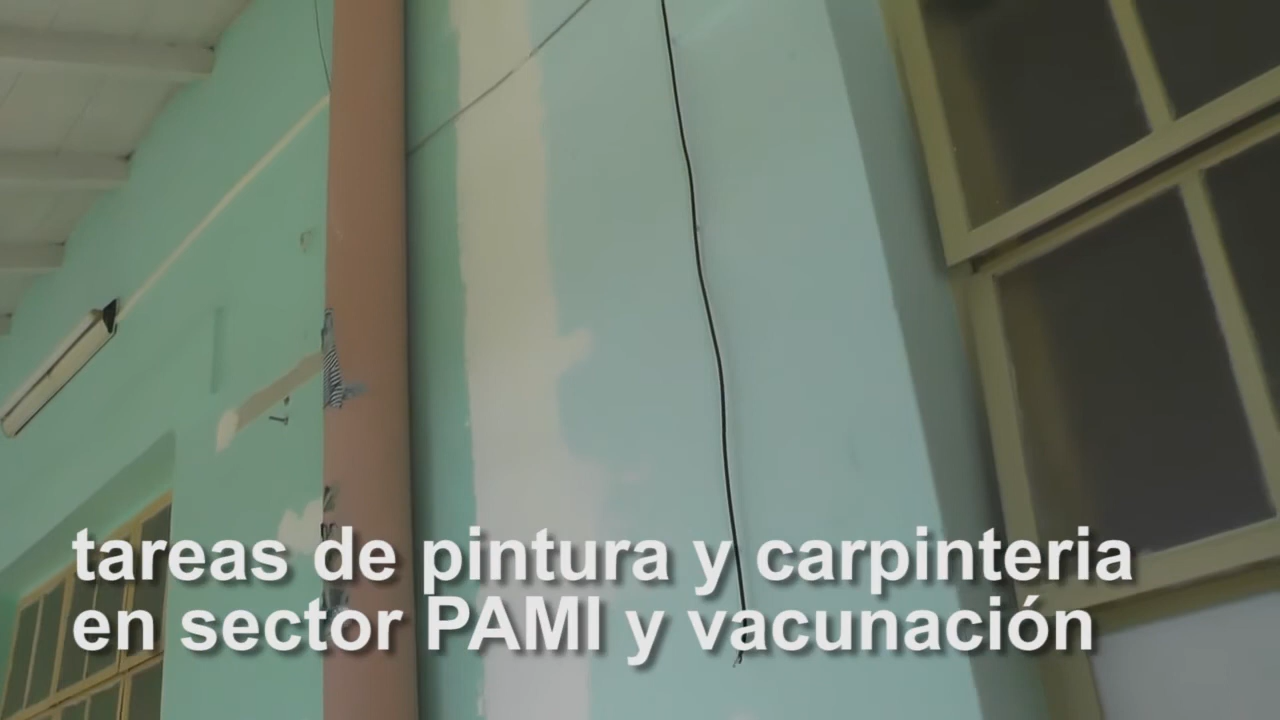 tareas de pintura y carpinteria
en sector PAMI y vacunación